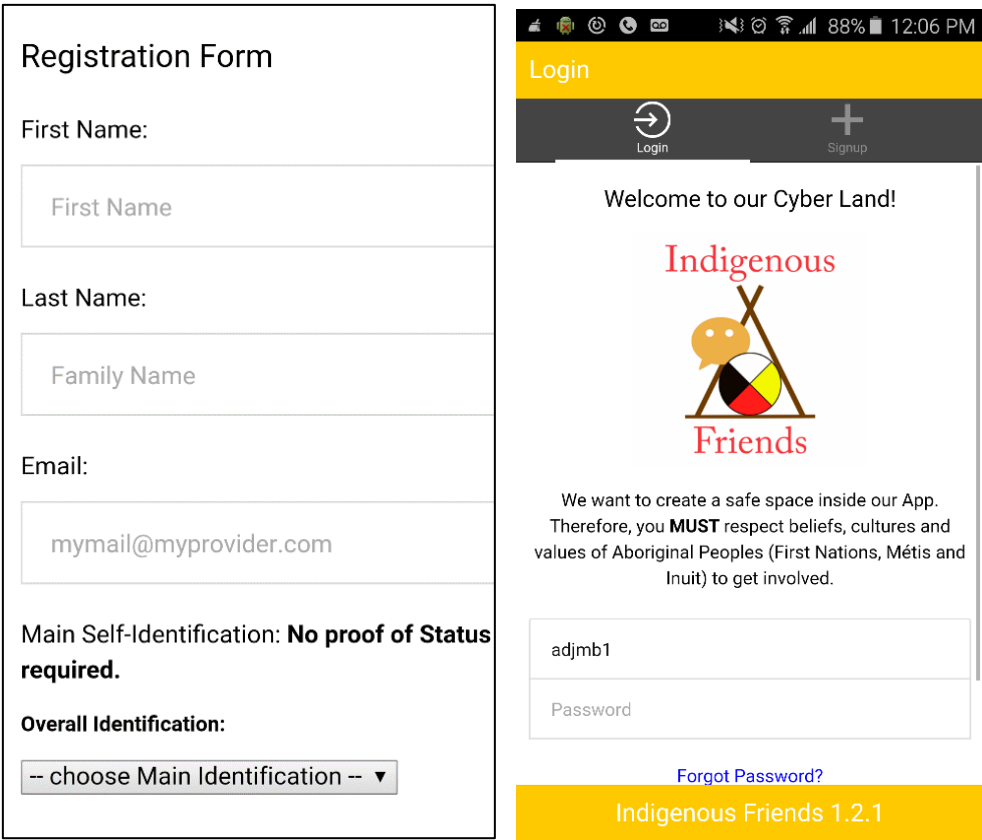 Registration Form
First Name:
First Name
Last Name:
Family Name
Email:
mymail@myprovider.com
Main Self-Identification: No proof of Status
required.
Overall Identification:
-- choose Main Identification --
88% 12:06 PM
Login
Login
Signup
Welcome to our Cyber Land!
Indigenous
Friends
We want to create a safe space inside our App.
Therefore, you MUST respect beliefs, cultures and
values of Aboriginal Peoples (First Nations, Métis and
Inuit) to get involved.
adjmb1
Password
Forgot Password?
Indigenous Friends 1.2.1